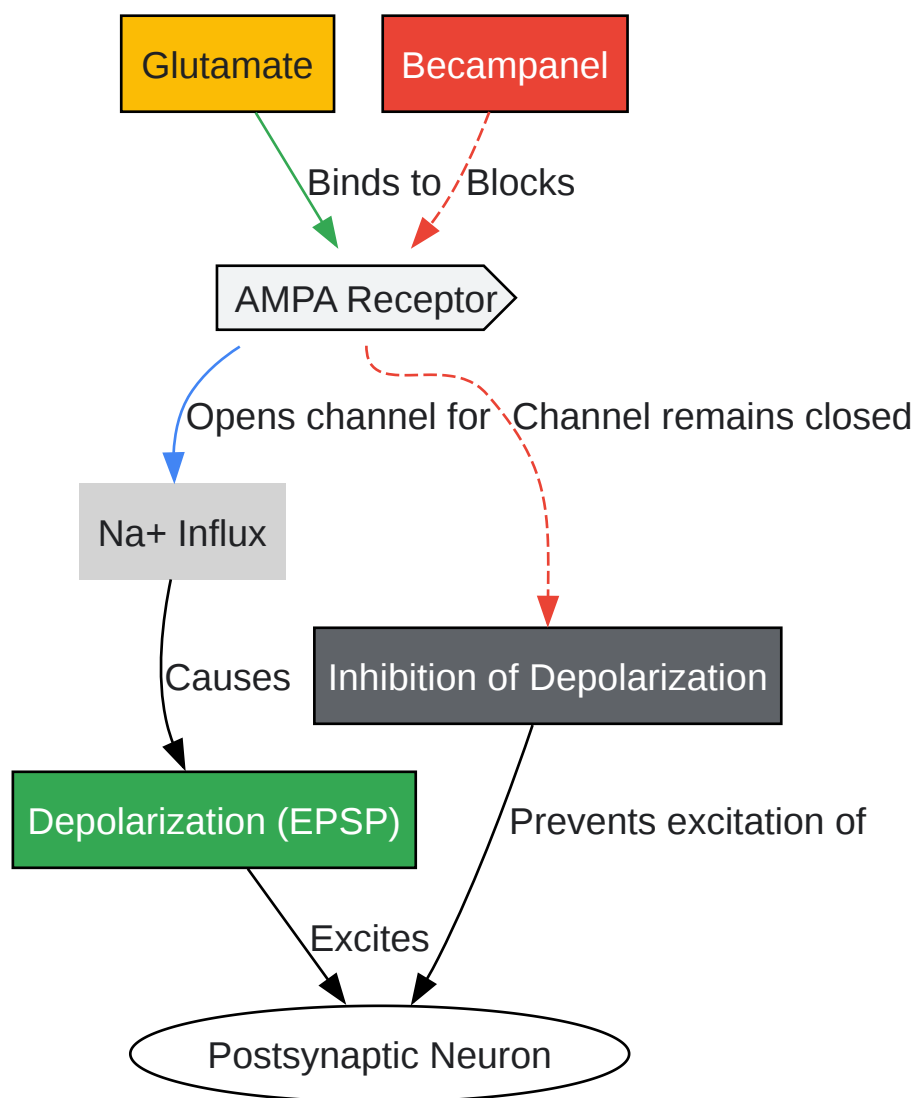 Glutamate
Becampanel
Binds to
Blocks
AMPA Receptor
Opens channel for
Channel remains closed
Na+ Influx
Causes
Inhibition of Depolarization
Depolarization (EPSP)
Prevents excitation of
Excites
Postsynaptic Neuron